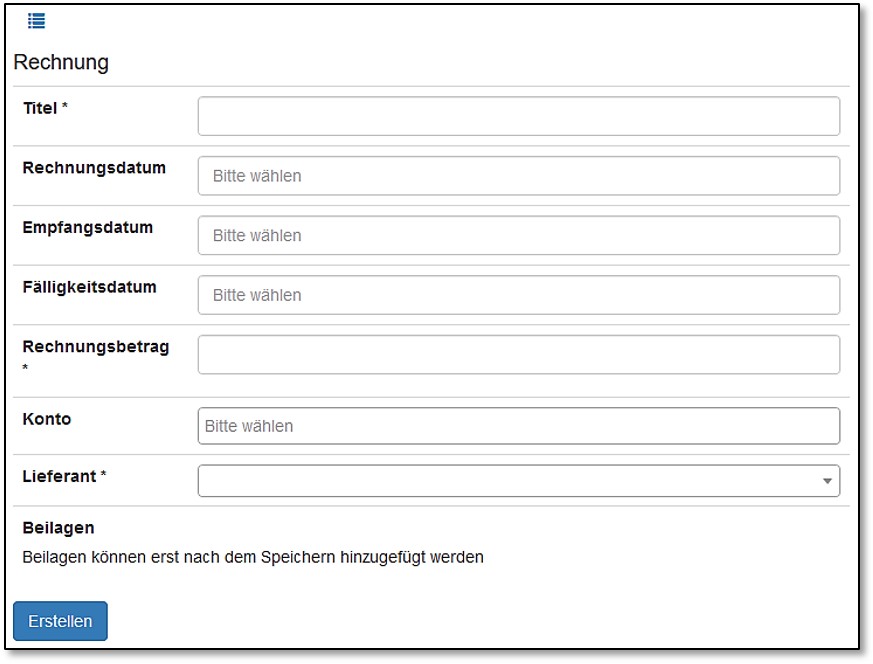 Rechnung
Titel *
Rechnungsdatum
Bitte wählen
Empfangsdatum
Bitte wählen
Fälligkeitsdatum
Bitte wählen
Rechnungsbetrag
*
Konto
Bitte wählen
Lieferant *
Beilagen
Beilagen können erst nach dem Speichern hinzugefügt werden
Erstellen